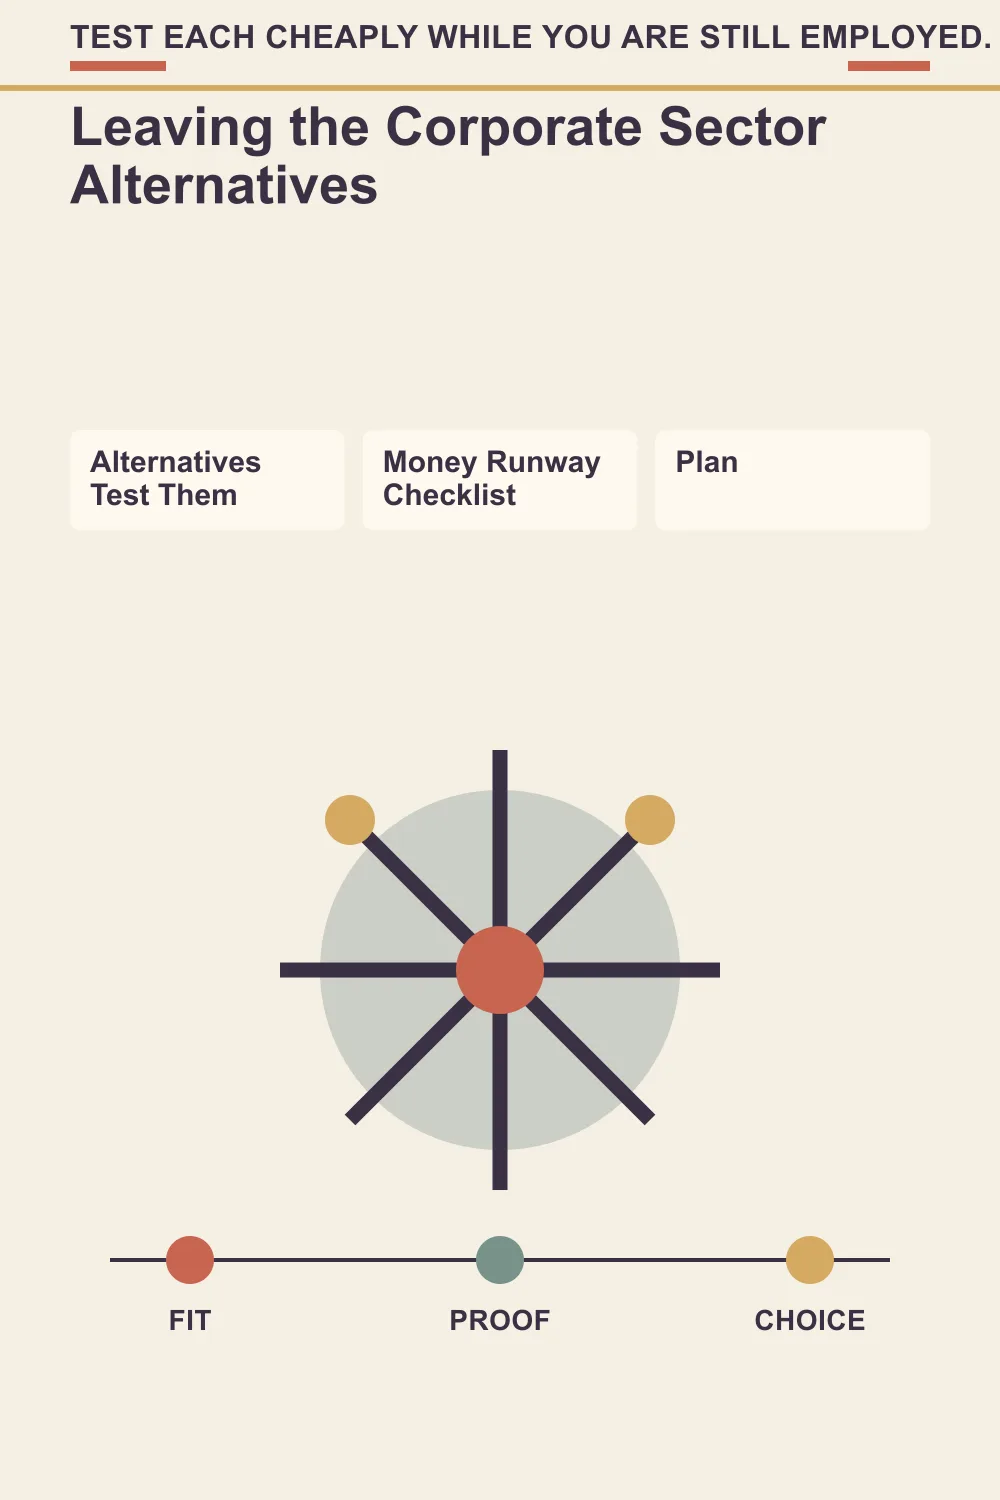 TEST EACH CHEAPLY WHILE YOU ARE STILL EMPLOYED.
Leaving the Corporate Sector
Alternatives
Alternatives
Test Them
Money Runway
Checklist
Plan
FIT
PROOF
CHOICE